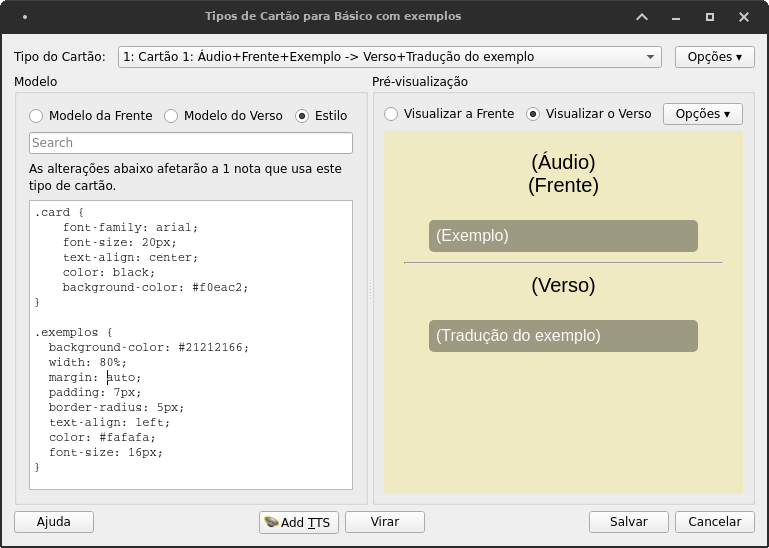 Tipos de Cartão para Básico com exemplos
Tipo do Cartão: 1: Cartão 1: Áudio+Frente+Exemplo -> Verso+Tradução do exemplo Opções ▾
Modelo
Modelo da Frente Modelo do Verso Estilo
Search
As alterações abaixo afetarão a 1 nota que usa este
tipo de cartão.
.card {
    font-family: arial;
    font-size: 20px;
    text-align: center;
    color: black;
    background-color: #f0eac2;
}

.exemplos {
  background-color: #21212166;
  width: 80%;
  margin: auto;
  padding: 7px;
  border-radius: 5px;
  text-align: left;
  color: #fafafa;
  font-size: 16px;
}
Pré-visualização
Visualizar a Frente Visualizar o Verso Opções ▾
(Áudio)
(Frente)
(Exemplo)
(Verso)
(Tradução do exemplo)
Ajuda Add TTS Virar Salvar Cancelar